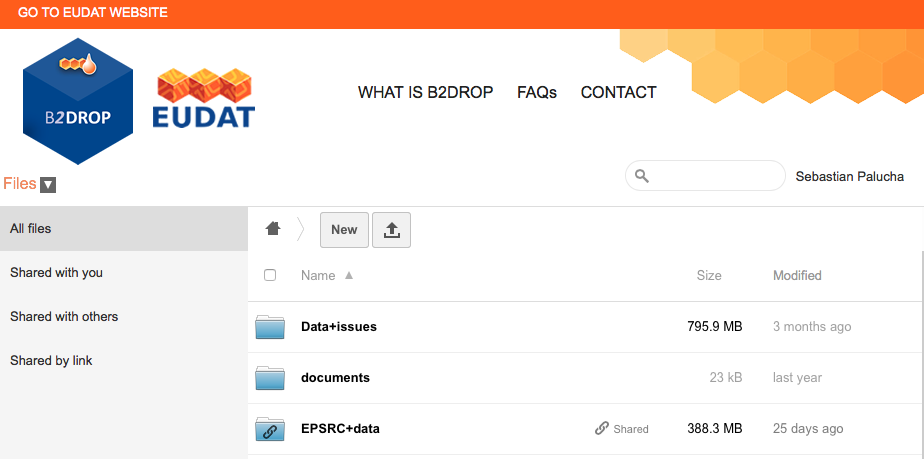 GO TO EUDAT WEBSITE
B2DROP
EUDAT
WHAT IS B2DROP FAQs CONTACT
Files
Sebastian Palucha
All files
New
Shared with you
Name Size Modified
Shared with others
Data+issues 795.9 MB 3 months ago
Shared by link
documents 23 kB last year
EPSRC+data Shared 388.3 MB 25 days ago